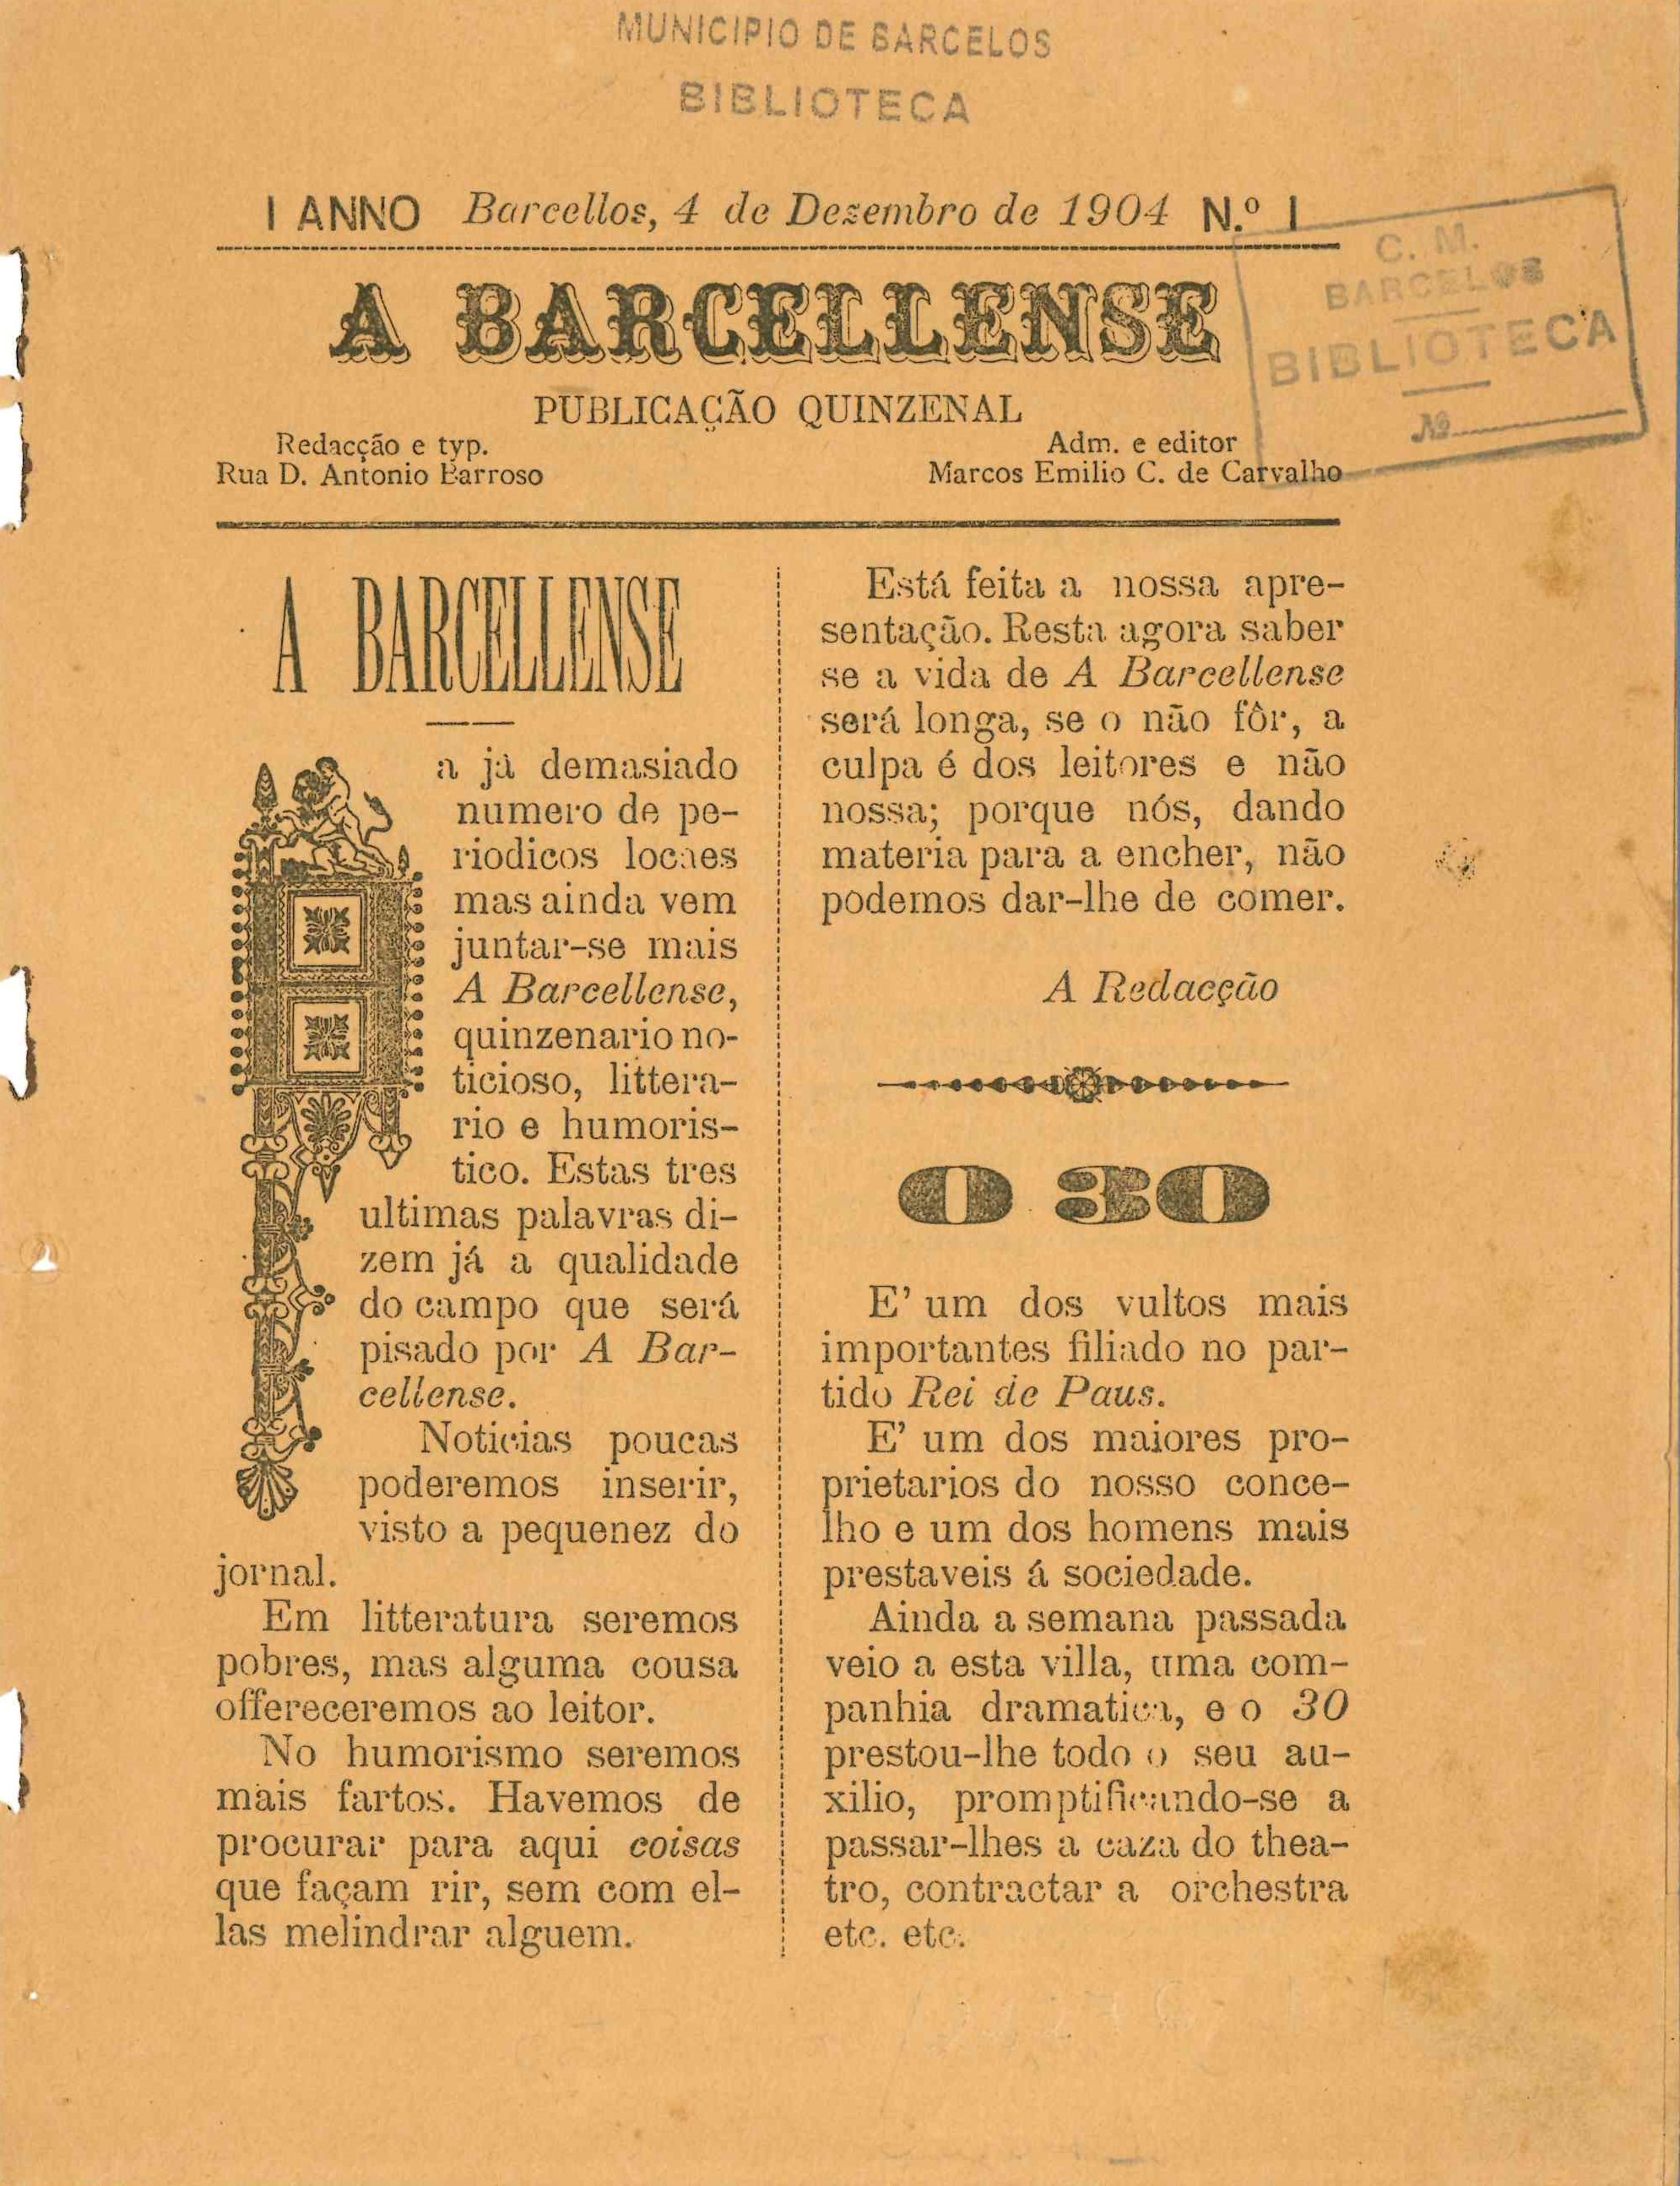 MUNICIPIO DE BARCELOS
BIBLIOTECA
I ANNO Barcellos, 4 de Dezembro de 1904 N.º I
C. M.
BARCELOS
BIBLIOTECA
Nº
A BARCELLENSE
PUBLICAÇÃO QUINZENAL
Redacção e typ.
Rua D. Antonio Barroso
Adm. e editor
Marcos Emilio C. de Carvalho
A BARCELLENSE
Ha já demasiado
numero de pe-
riodicos locaes
mas ainda vem
juntar-se mais
A Barcellense,
quinzenario no-
ticioso, littera-
rio e humoris-
tico. Estas tres
ultimas palavras di-
zem já a qualidade
do campo que será
pisado por A Bar-
cellense.
Noticias poucas
poderemos inserir,
visto a pequenez do
jornal.
Em litteratura seremos
pobres, mas alguma cousa
offereceremos ao leitor.
No humorismo seremos
mais fartos. Havemos de
procurar para aqui coisas
que façam rir, sem com el-
las melindrar alguem.
Está feita a nossa apre-
sentação. Resta agora saber
se a vida de A Barcellense
será longa, se o não fôr, a
culpa é dos leitores e não
nossa; porque nós, dando
materia para a encher, não
podemos dar-lhe de comer.
A Redacção
O 30
E' um dos vultos mais
importantes filiado no par-
tido Rei de Paus.
E' um dos maiores pro-
prietarios do nosso conce-
lho e um dos homens mais
prestaveis á sociedade.
Ainda a semana passada
veio a esta villa, uma com-
panhia dramatica, e o 30
prestou-lhe todo o seu au-
xilio, promptificando-se a
passar-lhes a caza do thea-
tro, contractar a orchestra
etc. etc.